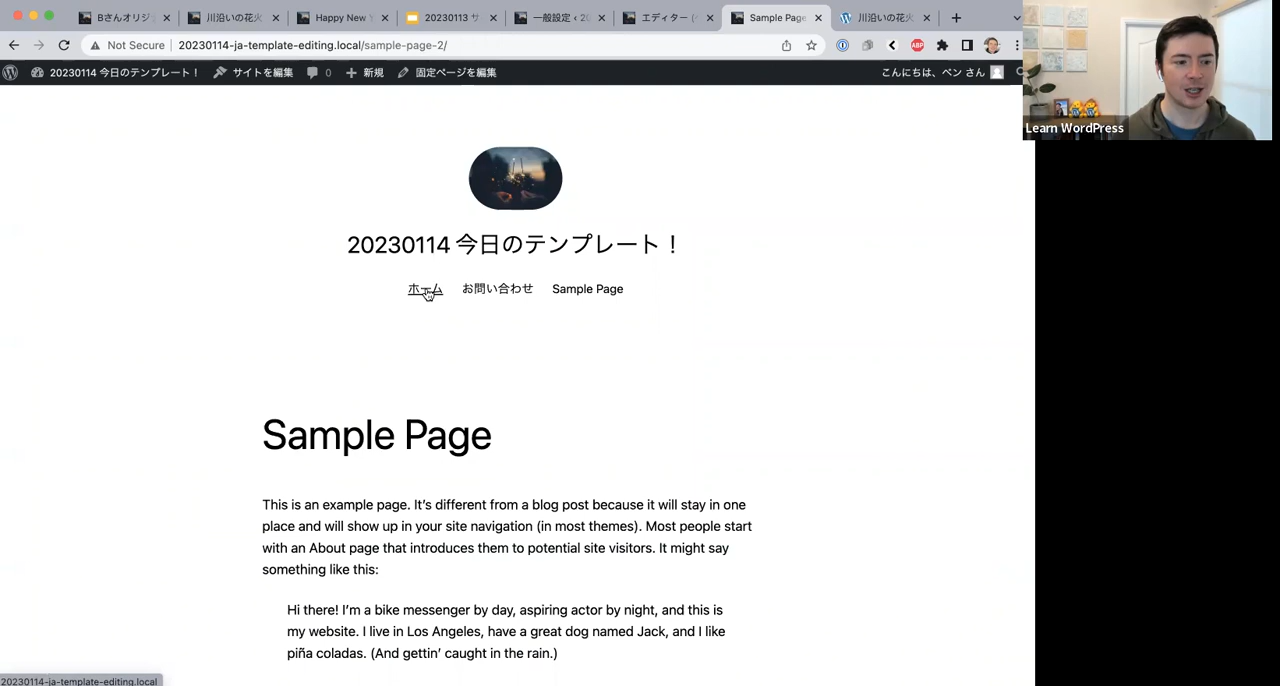 Bさんオリジ
川沿いの花火
Happy New Y
20230113 サ
一般設定 ‹ 20
エディター (
Sample Page
川沿いの花火
Not Secure
20230114-ja-template-editing.local/sample-page-2/
ABP
20230114 今日のテンプレート！
サイトを編集
0
新規
固定ページを編集
こんにちは、ベン さん
Learn WordPress
20230114 今日のテンプレート！
ホーム
お問い合わせ
Sample Page
Sample Page
This is an example page. It’s different from a blog post because it will stay in one
place and will show up in your site navigation (in most themes). Most people start
with an About page that introduces them to potential site visitors. It might say
something like this:
Hi there! I’m a bike messenger by day, aspiring actor by night, and this is
my website. I live in Los Angeles, have a great dog named Jack, and I like
piña coladas. (And gettin’ caught in the rain.)
20230114-ja-template-editing.local